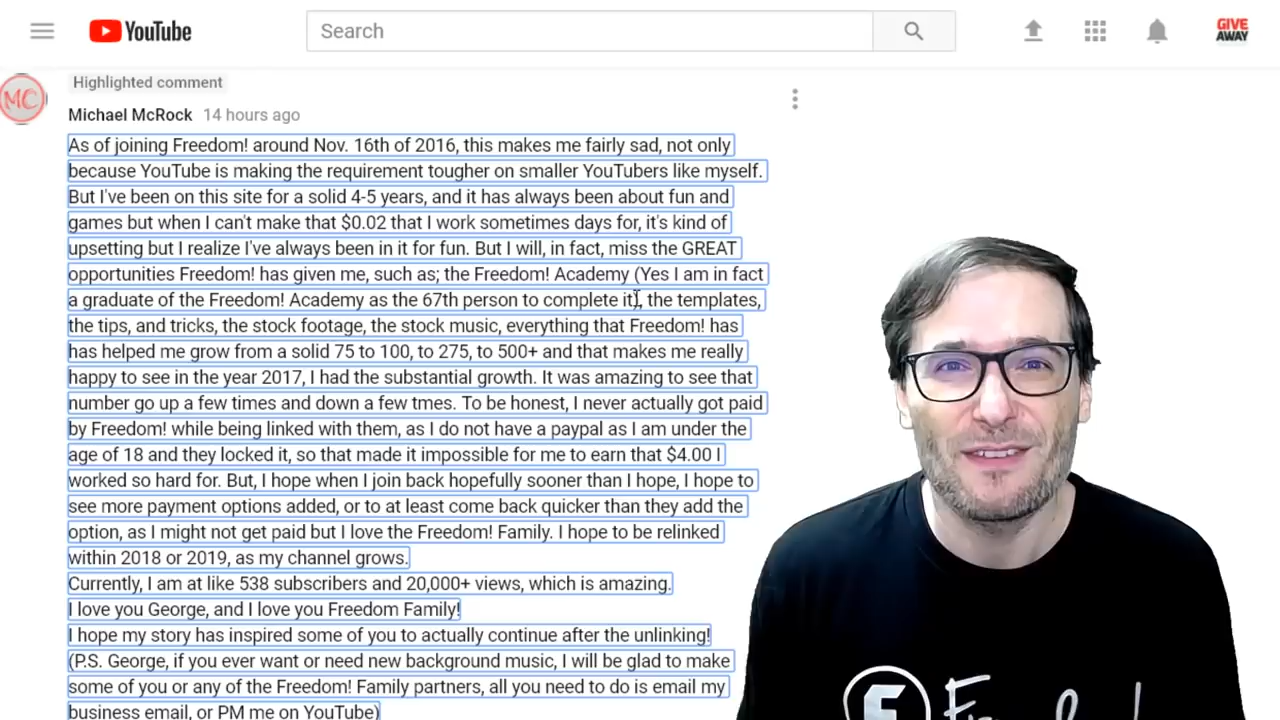 YouTube
Search
GIVE
AWAY
Highlighted comment
MC
Michael McRock 14 hours ago
As of joining Freedom! around Nov. 16th of 2016, this makes me fairly sad, not only
because YouTube is making the requirement tougher on smaller YouTubers like myself.
But I've been on this site for a solid 4-5 years, and it has always been about fun and
games but when I can't make that $0.02 that I work sometimes days for, it's kind of
upsetting but I realize I've always been in it for fun. But I will, in fact, miss the GREAT
opportunities Freedom! has given me, such as; the Freedom! Academy (Yes I am in fact
a graduate of the Freedom! Academy as the 67th person to complete it), the templates,
the tips, and tricks, the stock footage, the stock music, everything that Freedom! has
has helped me grow from a solid 75 to 100, to 275, to 500+ and that makes me really
happy to see in the year 2017, I had the substantial growth. It was amazing to see that
number go up a few times and down a few tmes. To be honest, I never actually got paid
by Freedom! while being linked with them, as I do not have a paypal as I am under the
age of 18 and they locked it, so that made it impossible for me to earn that $4.00 I
worked so hard for. But, I hope when I join back hopefully sooner than I hope, I hope to
see more payment options added, or to at least come back quicker than they add the
option, as I might not get paid but I love the Freedom! Family. I hope to be relinked
within 2018 or 2019, as my channel grows.
Currently, I am at like 538 subscribers and 20,000+ views, which is amazing.
I love you George, and I love you Freedom Family!
I hope my story has inspired some of you to actually continue after the unlinking!
(P.S. George, if you ever want or need new background music, I will be glad to make
some of you or any of the Freedom! Family partners, all you need to do is email my
business email, or PM me on YouTube)